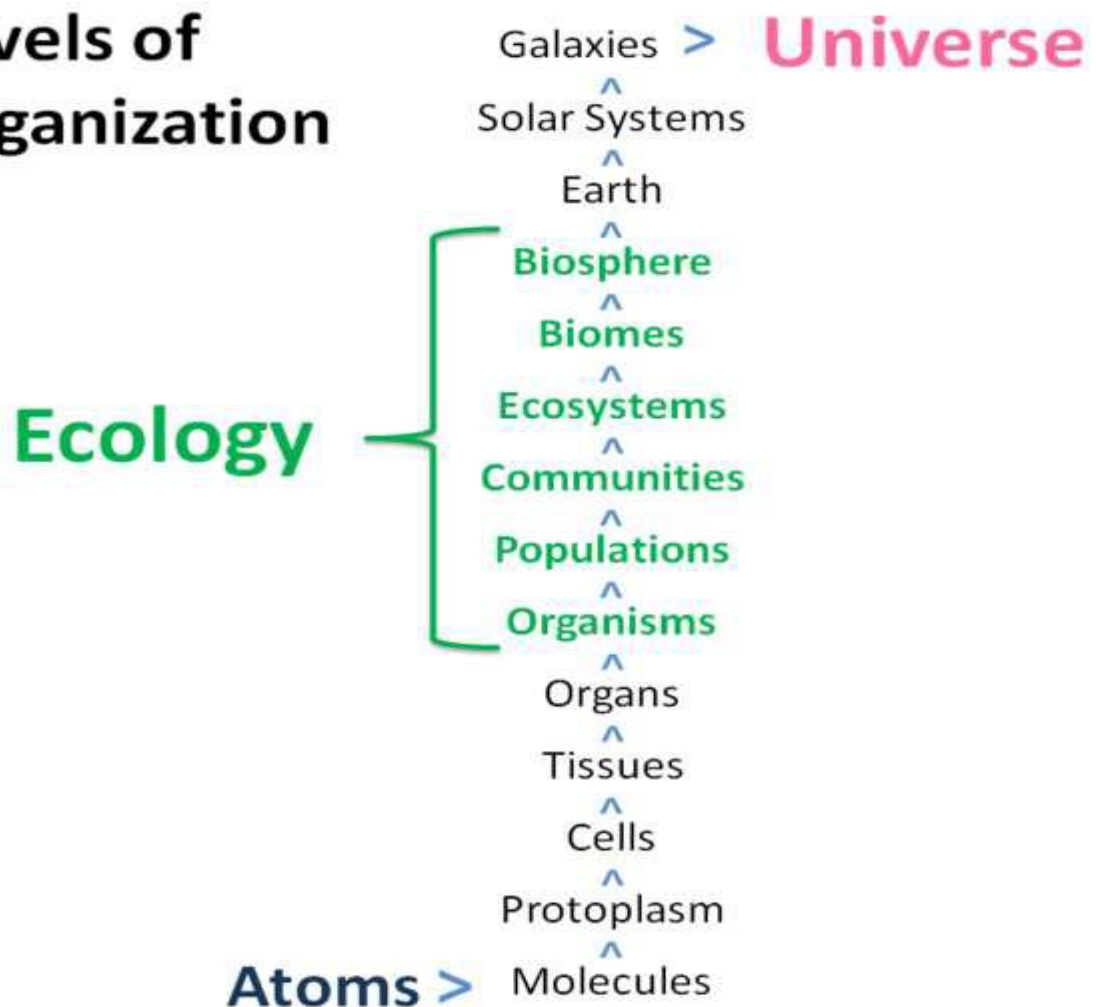 vels of
ganization
Galaxies > Universe
^
Solar Systems
^
Earth
^
Biosphere
^
Biomes
^
Ecosystems
^
Ecology
Communities
^
Populations
^
Organisms
^
Organs
^
Tissues
^
Cells
^
Protoplasm
^
Atoms > Molecules